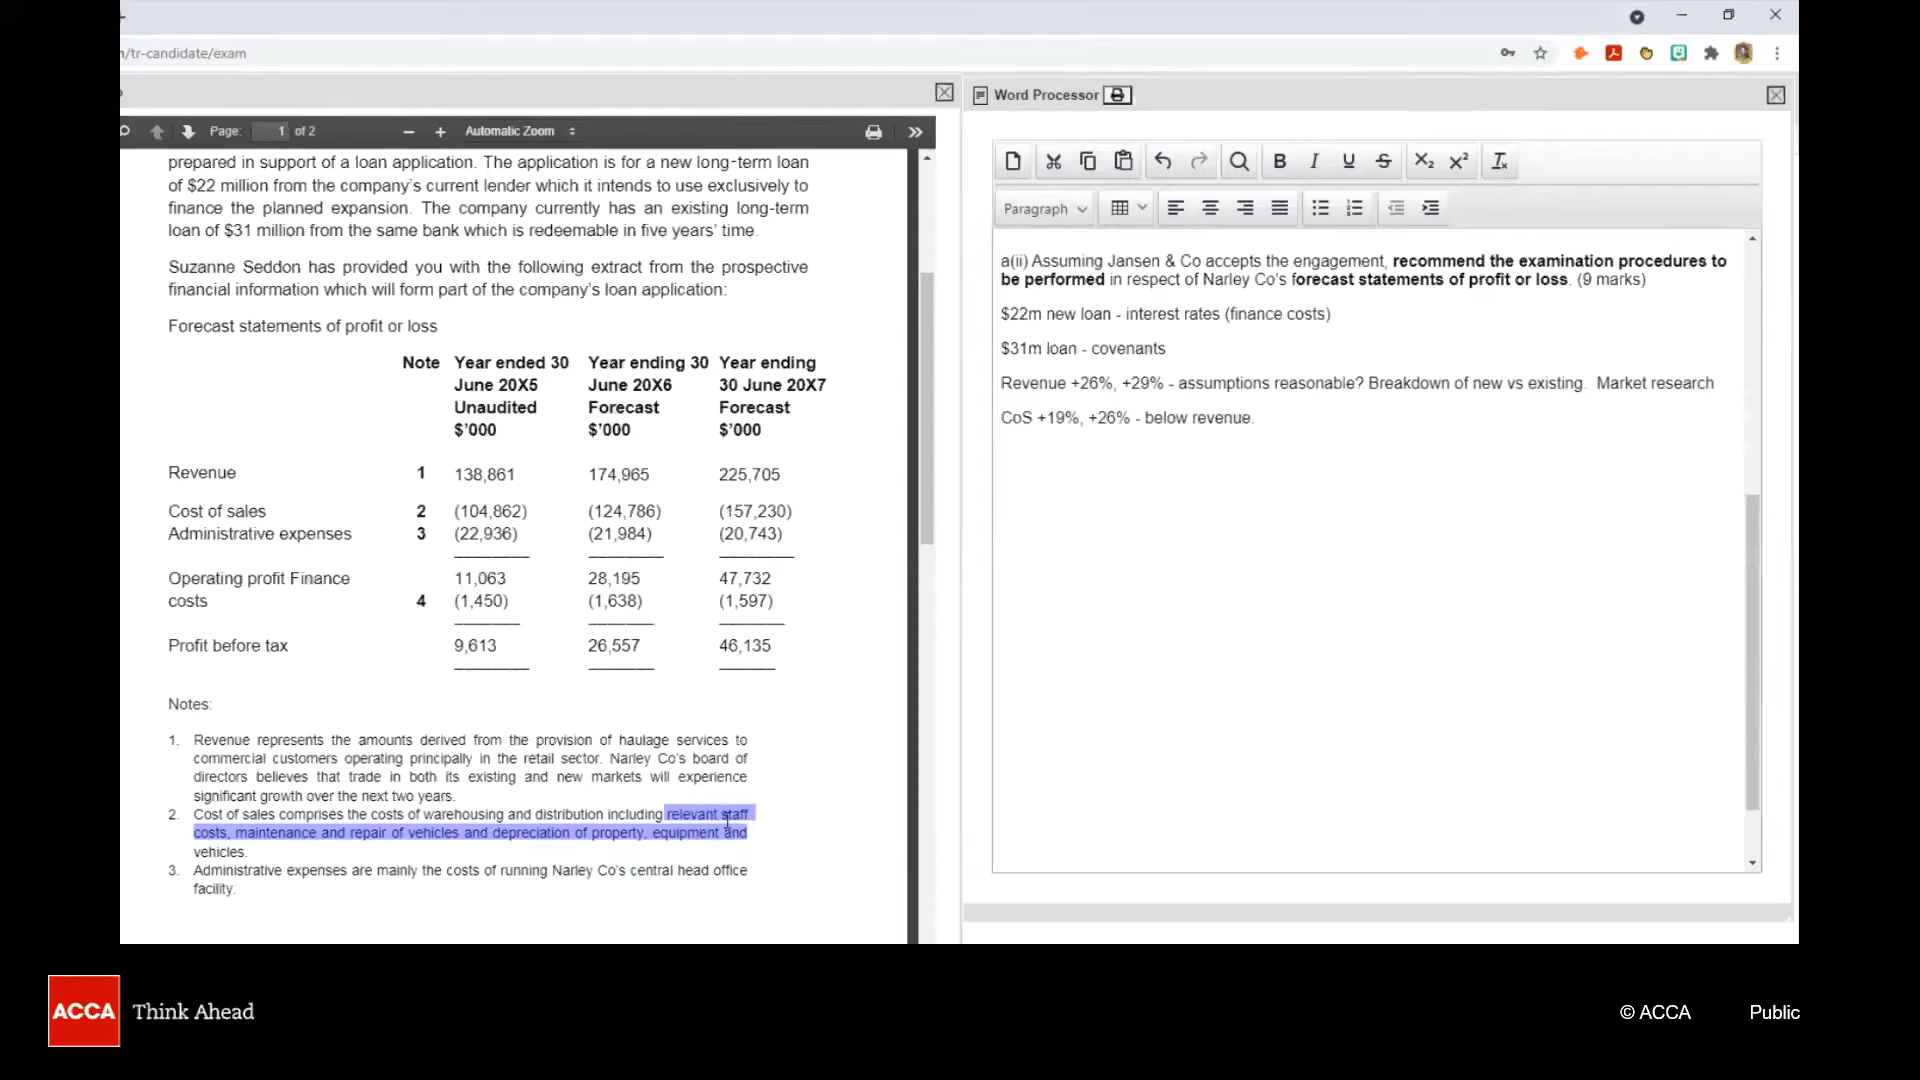 /tr-candidate/exam
Page: 1 of 2
Automatic Zoom
prepared in support of a loan application. The application is for a new long-term loan
of $22 million from the company's current lender which it intends to use exclusively to
finance the planned expansion. The company currently has an existing long-term
loan of $31 million from the same bank which is redeemable in five years' time.
Suzanne Seddon has provided you with the following extract from the prospective
financial information which will form part of the company's loan application:
Forecast statements of profit or loss
Note Year ended 30 Year ending 30 Year ending
June 20X5 June 20X6 30 June 20X7
Unaudited Forecast Forecast
$'000 $'000 $'000
Revenue 1 138,861 174,965 225,705
Cost of sales 2 (104,862) (124,786) (157,230)
Administrative expenses 3 (22,936) (21,984) (20,743)
Operating profit Finance 11,063 28,195 47,732
costs 4 (1,450) (1,638) (1,597)
Profit before tax 9,613 26,557 46,135
Notes:
1. Revenue represents the amounts derived from the provision of haulage services to
commercial customers operating principally in the retail sector. Narley Co's board of
directors believes that trade in both its existing and new markets will experience
significant growth over the next two years.
2. Cost of sales comprises the costs of warehousing and distribution including relevant staff
costs, maintenance and repair of vehicles and depreciation of property, equipment and
vehicles.
3. Administrative expenses are mainly the costs of running Narley Co's central head office
facility.
Word Processor
B I U S X₂ X² Tx
Paragraph
a(ii) Assuming Jansen & Co accepts the engagement, recommend the examination procedures to
be performed in respect of Narley Co's forecast statements of profit or loss. (9 marks)
$22m new loan - interest rates (finance costs)
$31m loan - covenants
Revenue +26%, +29% - assumptions reasonable? Breakdown of new vs existing. Market research
CoS +19%, +26% - below revenue.
ACCA Think Ahead
© ACCA Public